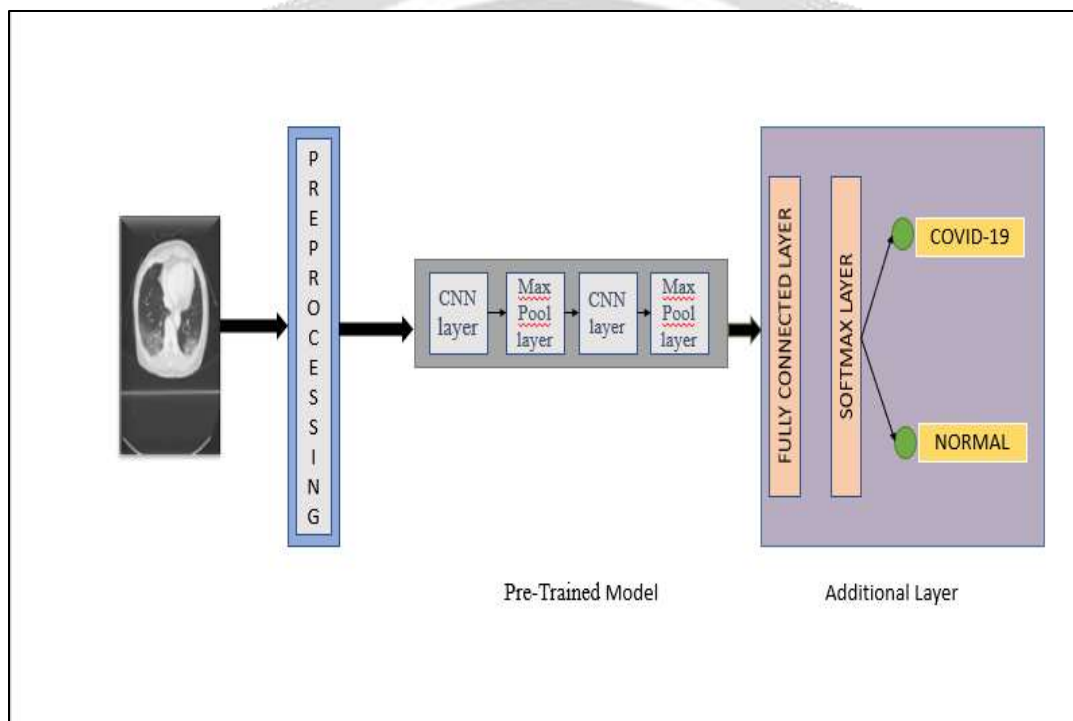 PREPROCESSING
CNN
layer
Max
Pool
layer
CNN
layer
Max
Pool
layer
FULLY CONNECTED LAYER
SOFTMAX LAYER
COVID-19
NORMAL
Pre-Trained Model
Additional Layer